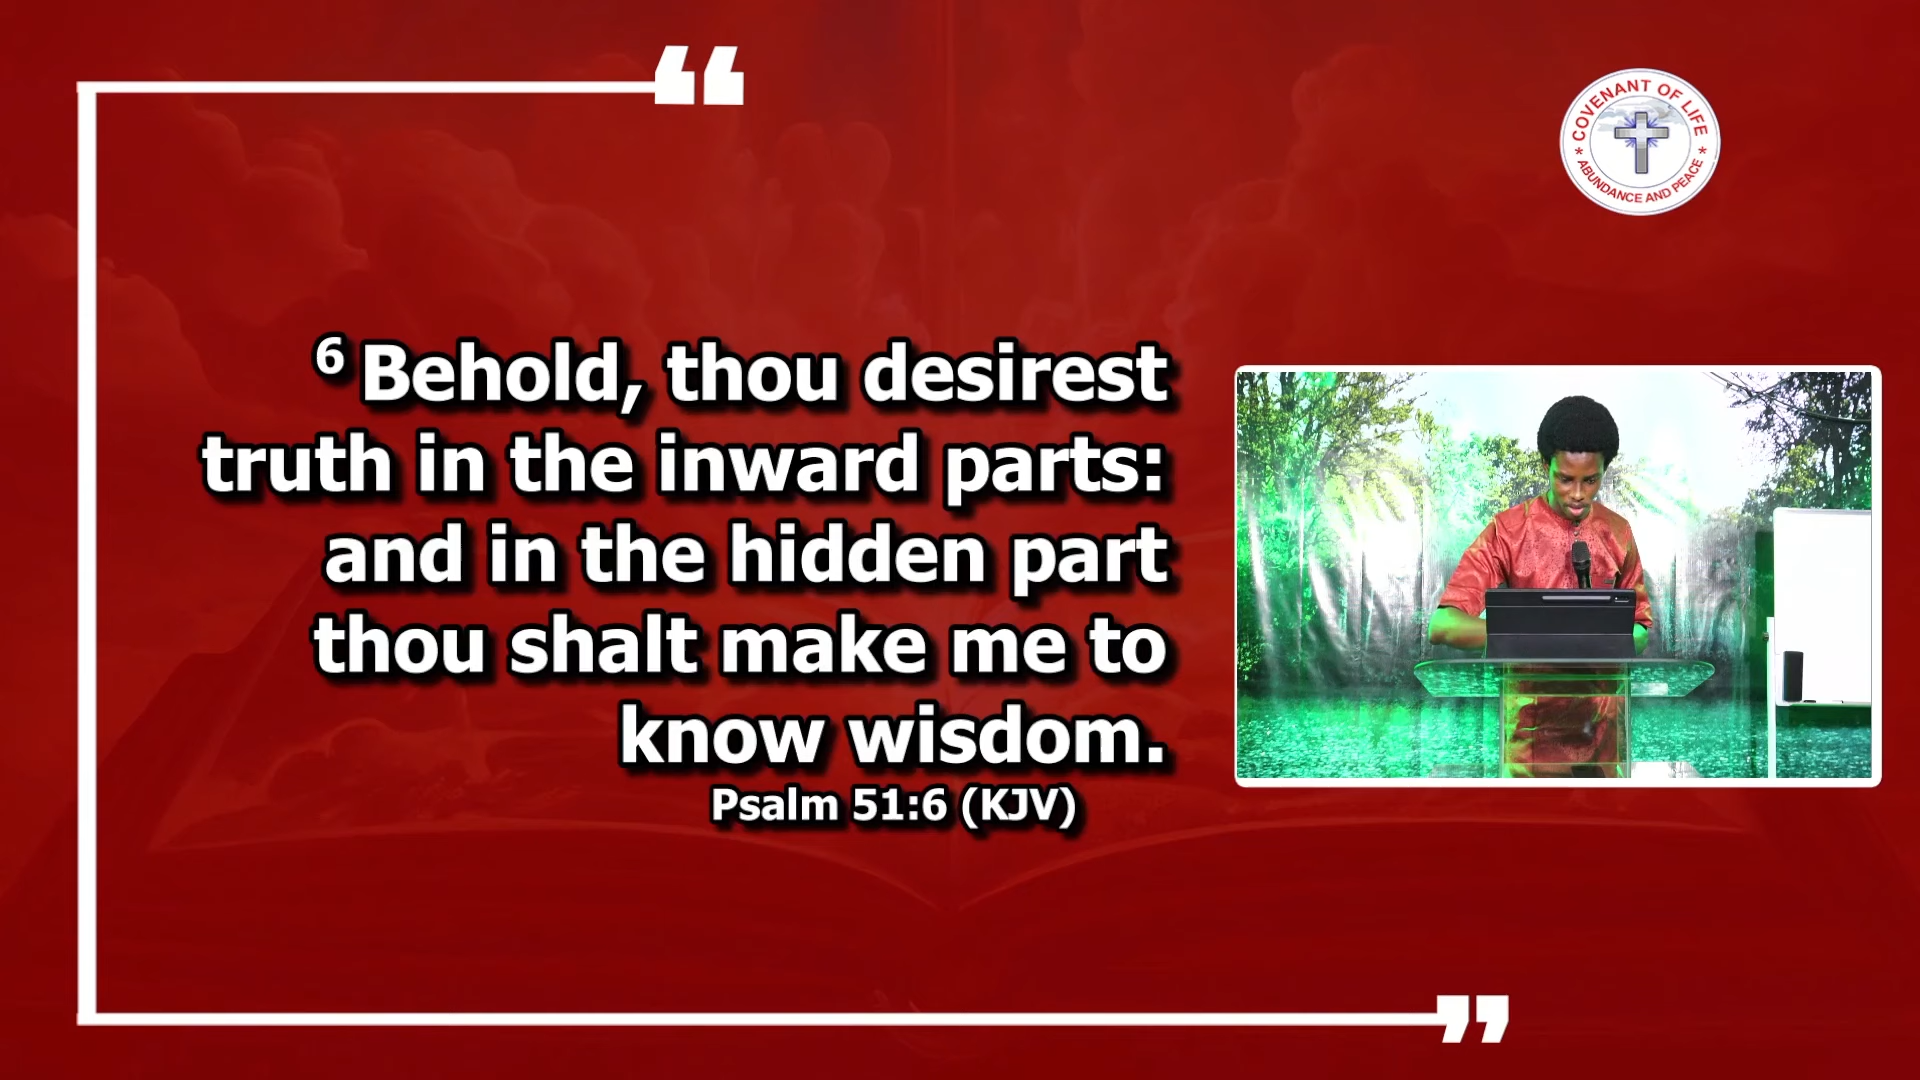 COVENANT OF LIFE
* ABUNDANCE AND PEACE *
6 Behold, thou desirest
truth in the inward parts:
and in the hidden part
thou shalt make me to
know wisdom.
Psalm 51:6 (KJV)